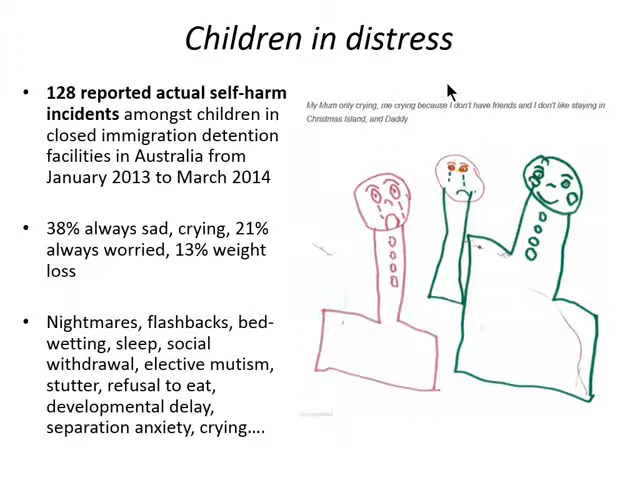 Children in distress
• 128 reported actual self-harm
incidents amongst children in
closed immigration detention
facilities in Australia from
January 2013 to March 2014
• 38% always sad, crying, 21%
always worried, 13% weight
loss
• Nightmares, flashbacks, bed-
wetting, sleep, social
withdrawal, elective mutism,
stutter, refusal to eat,
developmental delay,
separation anxiety, crying….
My Mum only crying, me crying because I don't have friends and I don't like staying in
Christmas Island, and Daddy